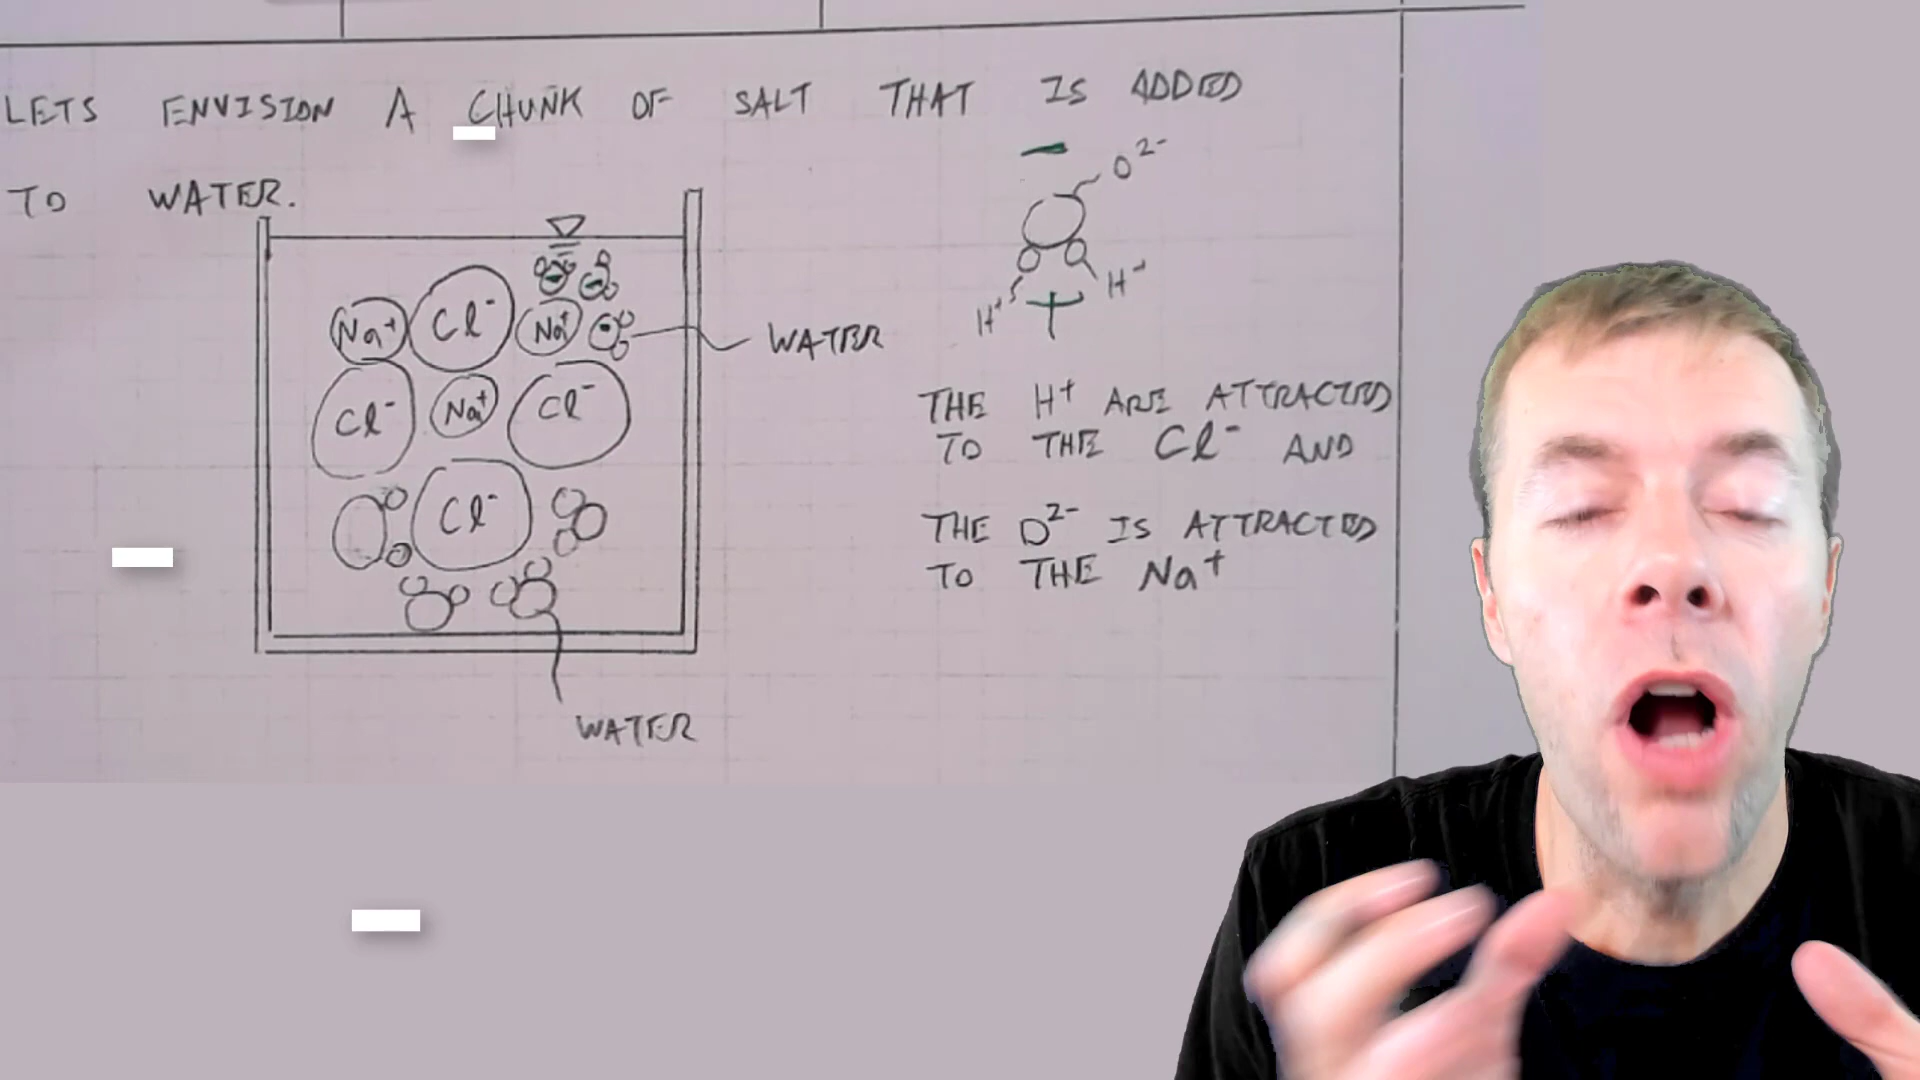 LETS ENVISION A CHUNK OF SALT THAT IS ADDED
TO WATER.
O²⁻
H⁺
H⁺
Na⁺ Cl⁻ Na⁺
WATER
Cl⁻ Na⁺ Cl⁻
Cl⁻
WATER
THE H⁺ ARE ATTRACTED
TO THE Cl⁻ AND
THE O²⁻ IS ATTRACTED
TO THE Na⁺